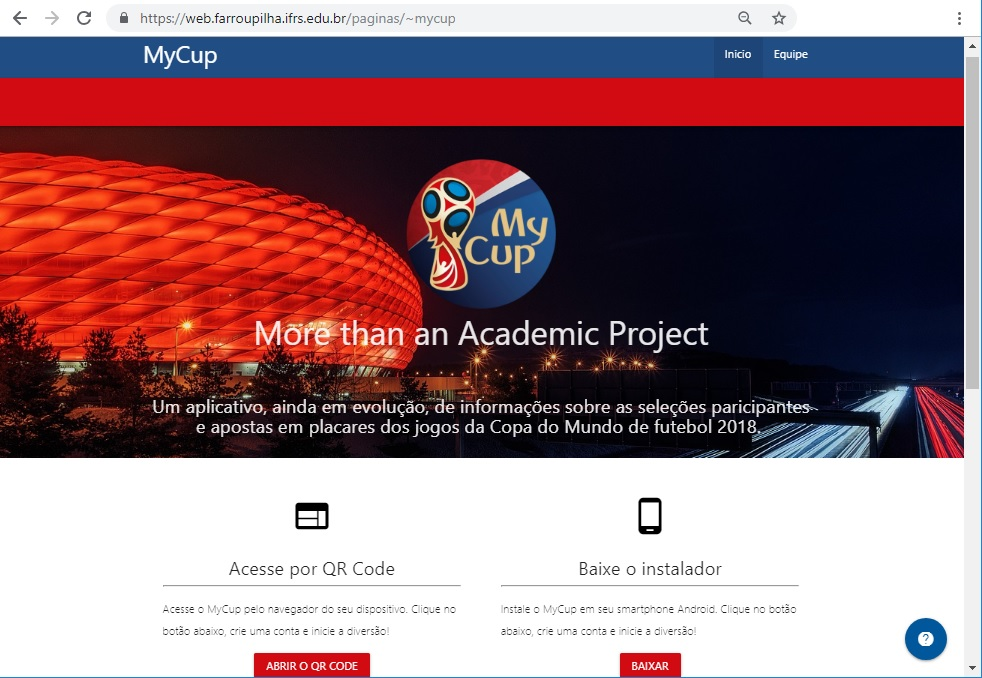 https://web.farroupilha.ifrs.edu.br/paginas/~mycup
MyCup
Inicio
Equipe
My
Cup
More than an Academic Project
Um aplicativo, ainda em evolução, de informações sobre as seleções paricipantes
e apostas em placares dos jogos da Copa do Mundo de futebol 2018.
Acesse por QR Code
Acesse o MyCup pelo navegador do seu dispositivo. Clique no
botão abaixo, crie uma conta e inicie a diversão!
ABRIR O QR CODE
Baixe o instalador
Instale o MyCup em seu smartphone Android. Clique no botão
abaixo, crie uma conta e inicie a diversão!
BAIXAR
?